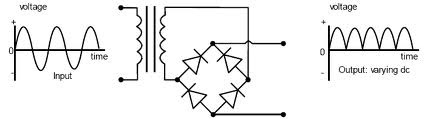 voltage
+
0
-
time
Input
voltage
+
0
-
time
Output: varying dc